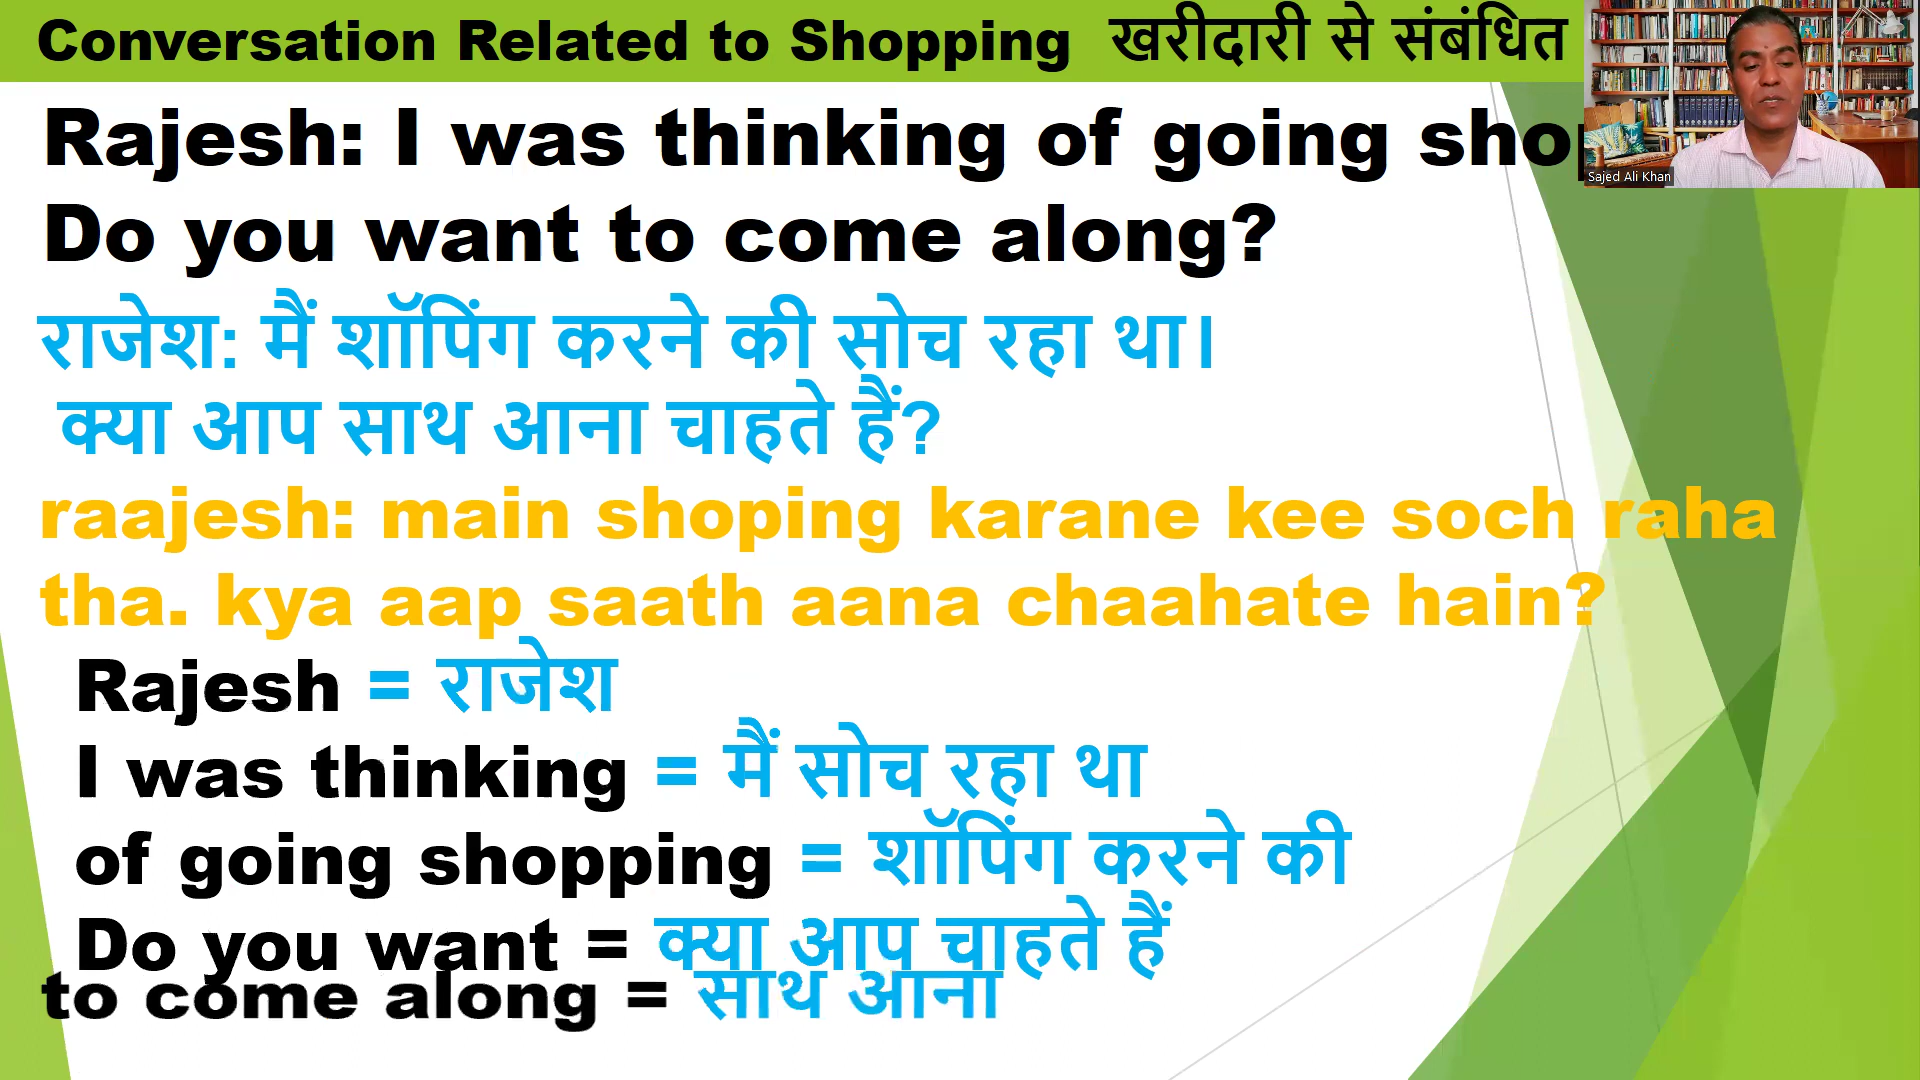 Conversation Related to Shopping खरीदारी से संबंधित
Sajed Ali Khan
Rajesh: I was thinking of going
Do you want to come along?
राजेश: मैं शॉपिंग करने की सोच रहा था।
क्या आप साथ आना चाहते हैं?
raajesh: main shoping karane kee soch raha
tha. kya aap saath aana chaahate hain?
Rajesh = राजेश
I was thinking = मैं सोच रहा था
of going shopping = शॉपिंग करने की
Do you want = क्या आप चाहते हैं
to come along = साथ आना